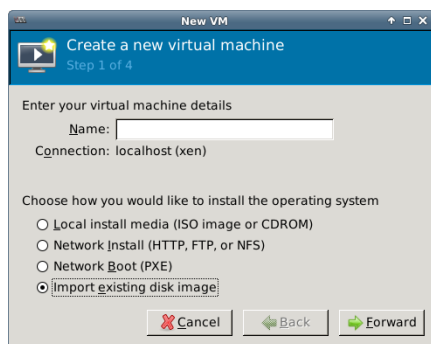 New VM
Create a new virtual machine
Step 1 of 4
Enter your virtual machine details
Name:
Connection: localhost (xen)
Choose how you would like to install the operating system
Local install media (ISO image or CDROM)
Network Install (HTTP, FTP, or NFS)
Network Boot (PXE)
Import existing disk image
Cancel Back Forward